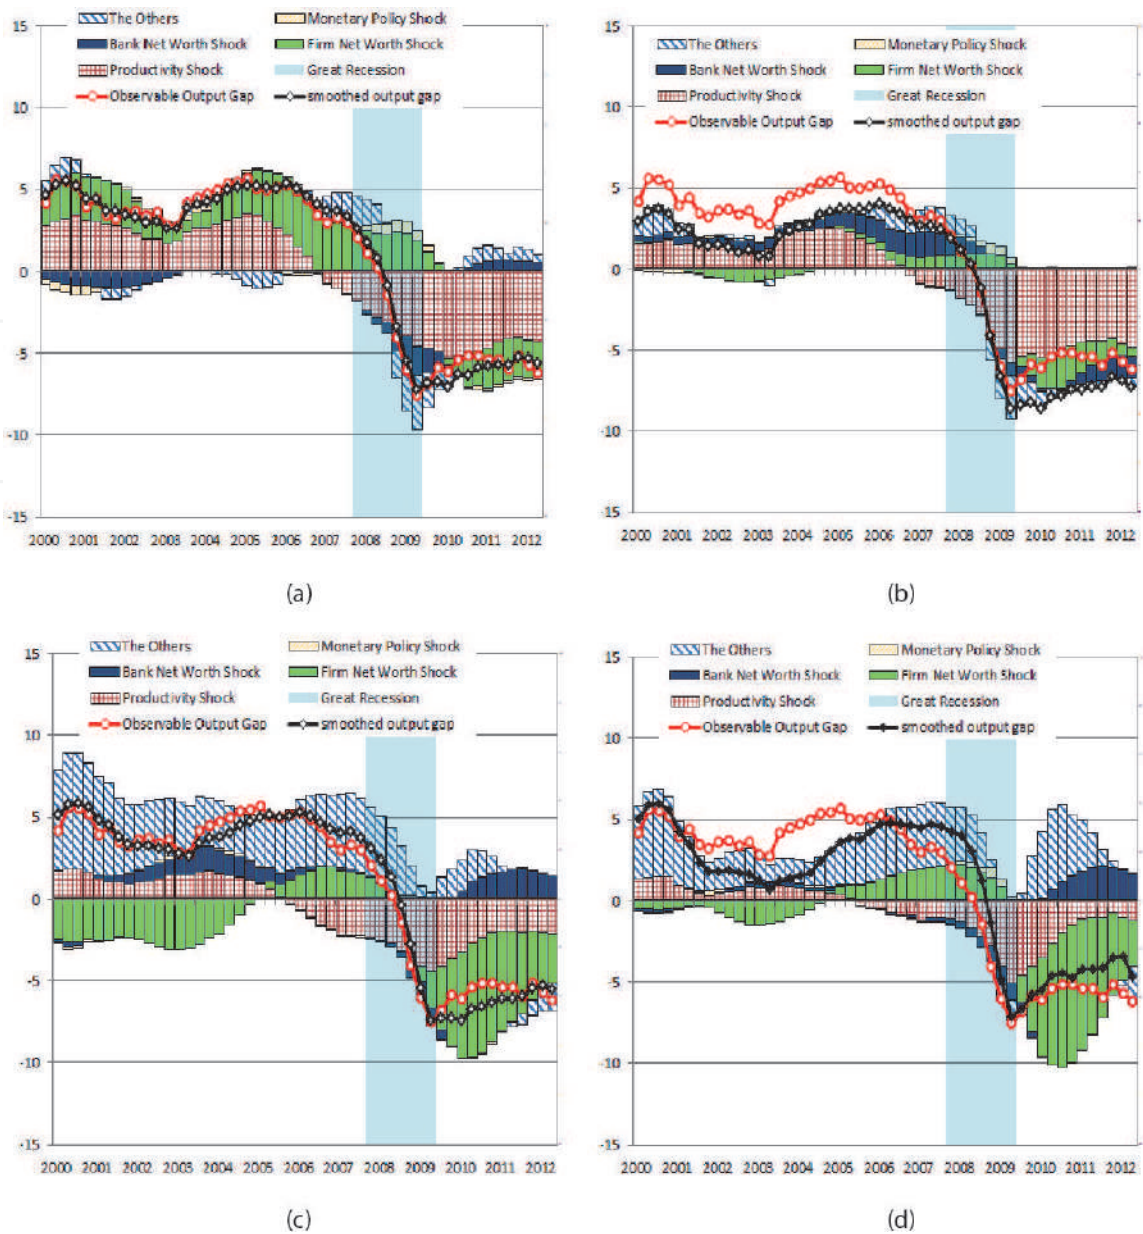 15
10
5
0
-5
-10
-15
The Others
Monetary Policy Shock
Bank Net Worth Shock
Firm Net Worth Shock
Productivity Shock
Great Recession
Observable Output Gap
smoothed output gap
2000 2001 2002 2003 2004 2005 2006 2007 2008 2009 2010 2011 2012
(a)
15
10
5
0
-5
-10
-15
The Others
Monetary Policy Shock
Bank Net Worth Shock
Firm Net Worth Shock
Productivity Shock
Great Recession
Observable Output Gap
smoothed output gap
2000 2001 2002 2003 2004 2005 2006 2007 2008 2009 2010 2011 2012
(b)
15
10
5
0
-5
-10
-15
The Others
Monetary Policy Shock
Bank Net Worth Shock
Firm Net Worth Shock
Productivity Shock
Great Recession
Observable Output Gap
smoothed output gap
2000 2001 2002 2003 2004 2005 2006 2007 2008 2009 2010 2011 2012
(c)
15
10
5
0
-5
-10
-15
The Others
Monetary Policy Shock
Bank Net Worth Shock
Firm Net Worth Shock
Productivity Shock
Great Recession
Observable Output Gap
smoothed output gap
2000 2001 2002 2003 2004 2005 2006 2007 2008 2009 2010 2011 2012
(d)